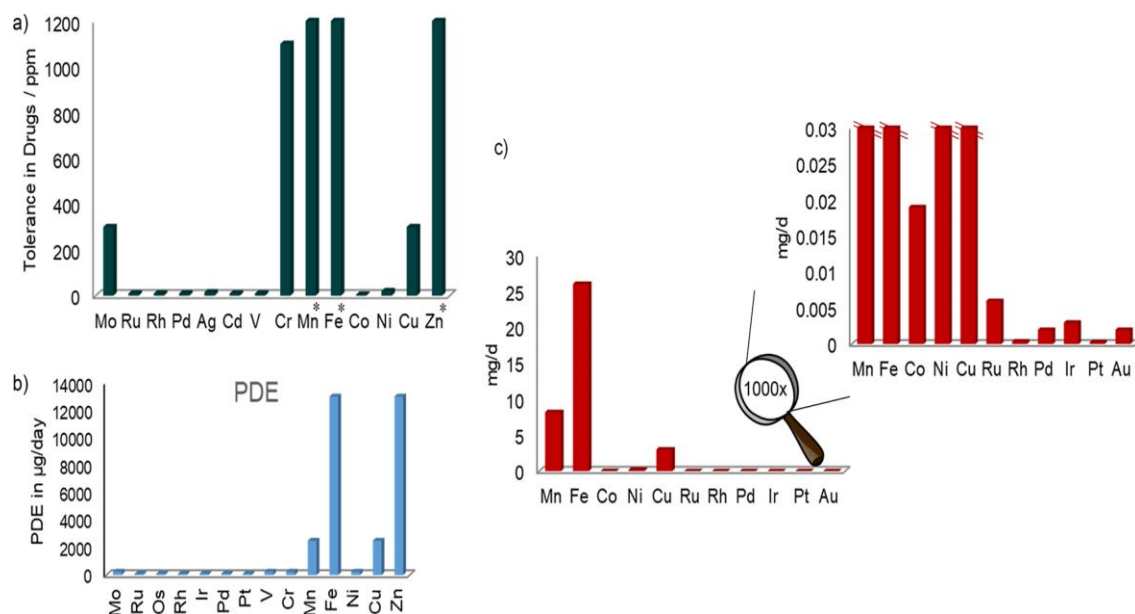 a)
Tolerance in Drugs / ppm
1200
1000
800
600
400
200
0
Mo Ru Rh Pd Ag Cd V Cr Mn* Fe* Co Ni Cu Zn*
b)
PDE
PDE in µg/day
14000
12000
10000
8000
6000
4000
2000
0
Mo Ru Os Rh Ir Pd Pt V Cr Mn Fe Ni Cu Zn
c)
mg/d
30
25
20
15
10
5
0
Mn Fe Co Ni Cu Ru Rh Pd Ir Pt Au
1000x
mg/d
0.03
0.025
0.02
0.015
0.01
0.005
0
Mn Fe Co Ni Cu Ru Rh Pd Ir Pt Au